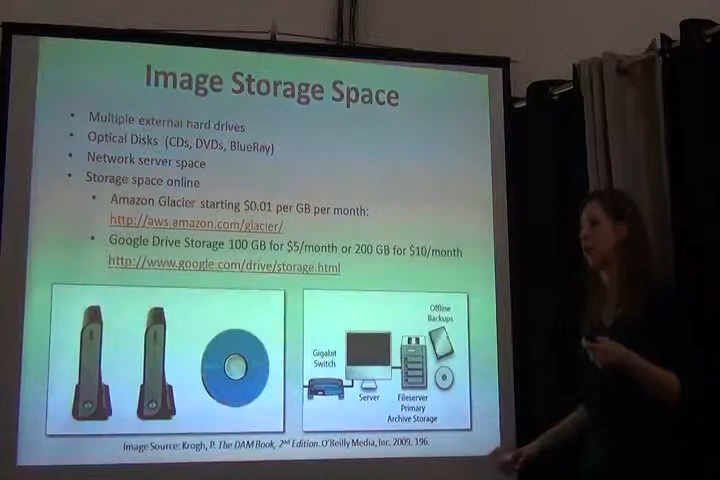 Image Storage Space
• Multiple external hard drives
• Optical Disks (CDs, DVDs, BlueRay)
• Network server space
• Storage space online
• Amazon Glacier starting $0.01 per GB per month:
http://aws.amazon.com/glacier/
• Google Drive Storage 100 GB for $5/month or 200 GB for $10/month
http://www.google.com/drive/storage.html
Offline
Backups
Gigabit
Switch
Server
Fileserver
Primary
Archive Storage
Image Source: Krogh, P. The DAM Book, 2nd Edition. O'Reilly Media, Inc. 2009. 196.